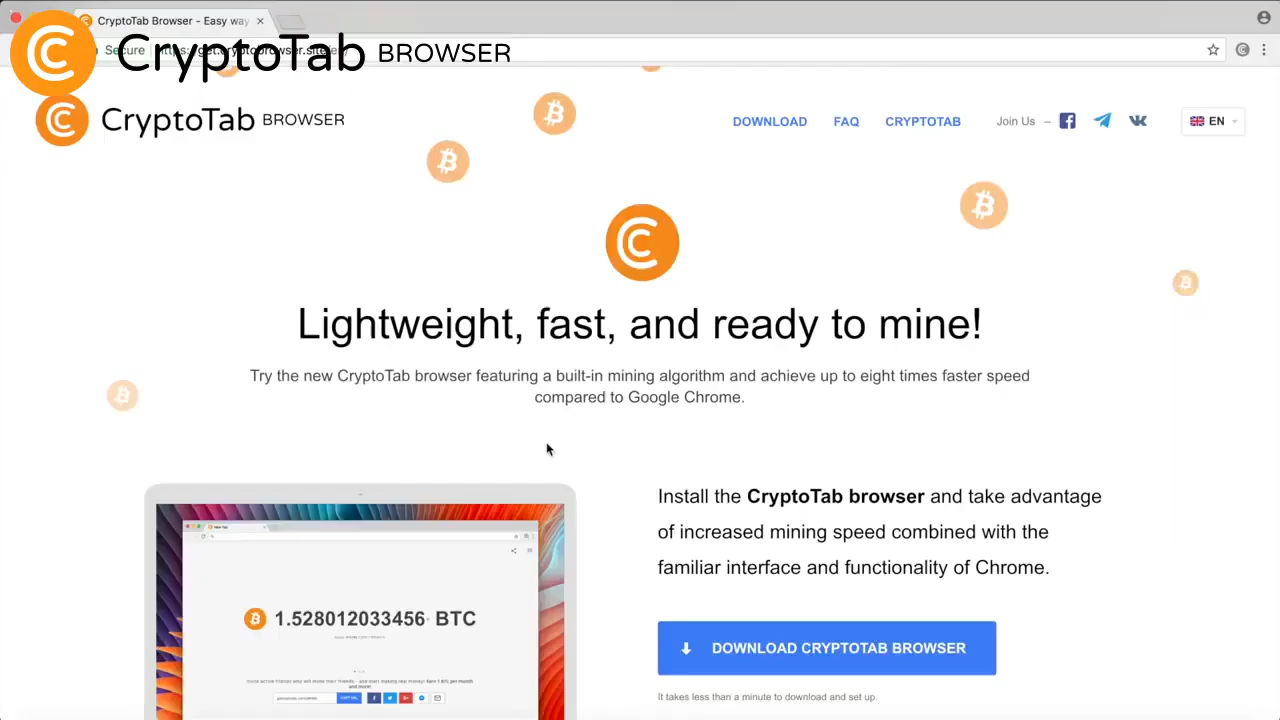 CryptoTab Browser - Easy way
Secure
CryptoTab BROWSER
CryptoTab BROWSER
DOWNLOAD FAQ CRYPTOTAB Join Us – EN
Lightweight, fast, and ready to mine!
Try the new CryptoTab browser featuring a built-in mining algorithm and achieve up to eight times faster speed
compared to Google Chrome.
Install the CryptoTab browser and take advantage
of increased mining speed combined with the
familiar interface and functionality of Chrome.
New Tab
1.528012033456 BTC
DOWNLOAD CRYPTOTAB BROWSER
It takes less than a minute to download and set up.